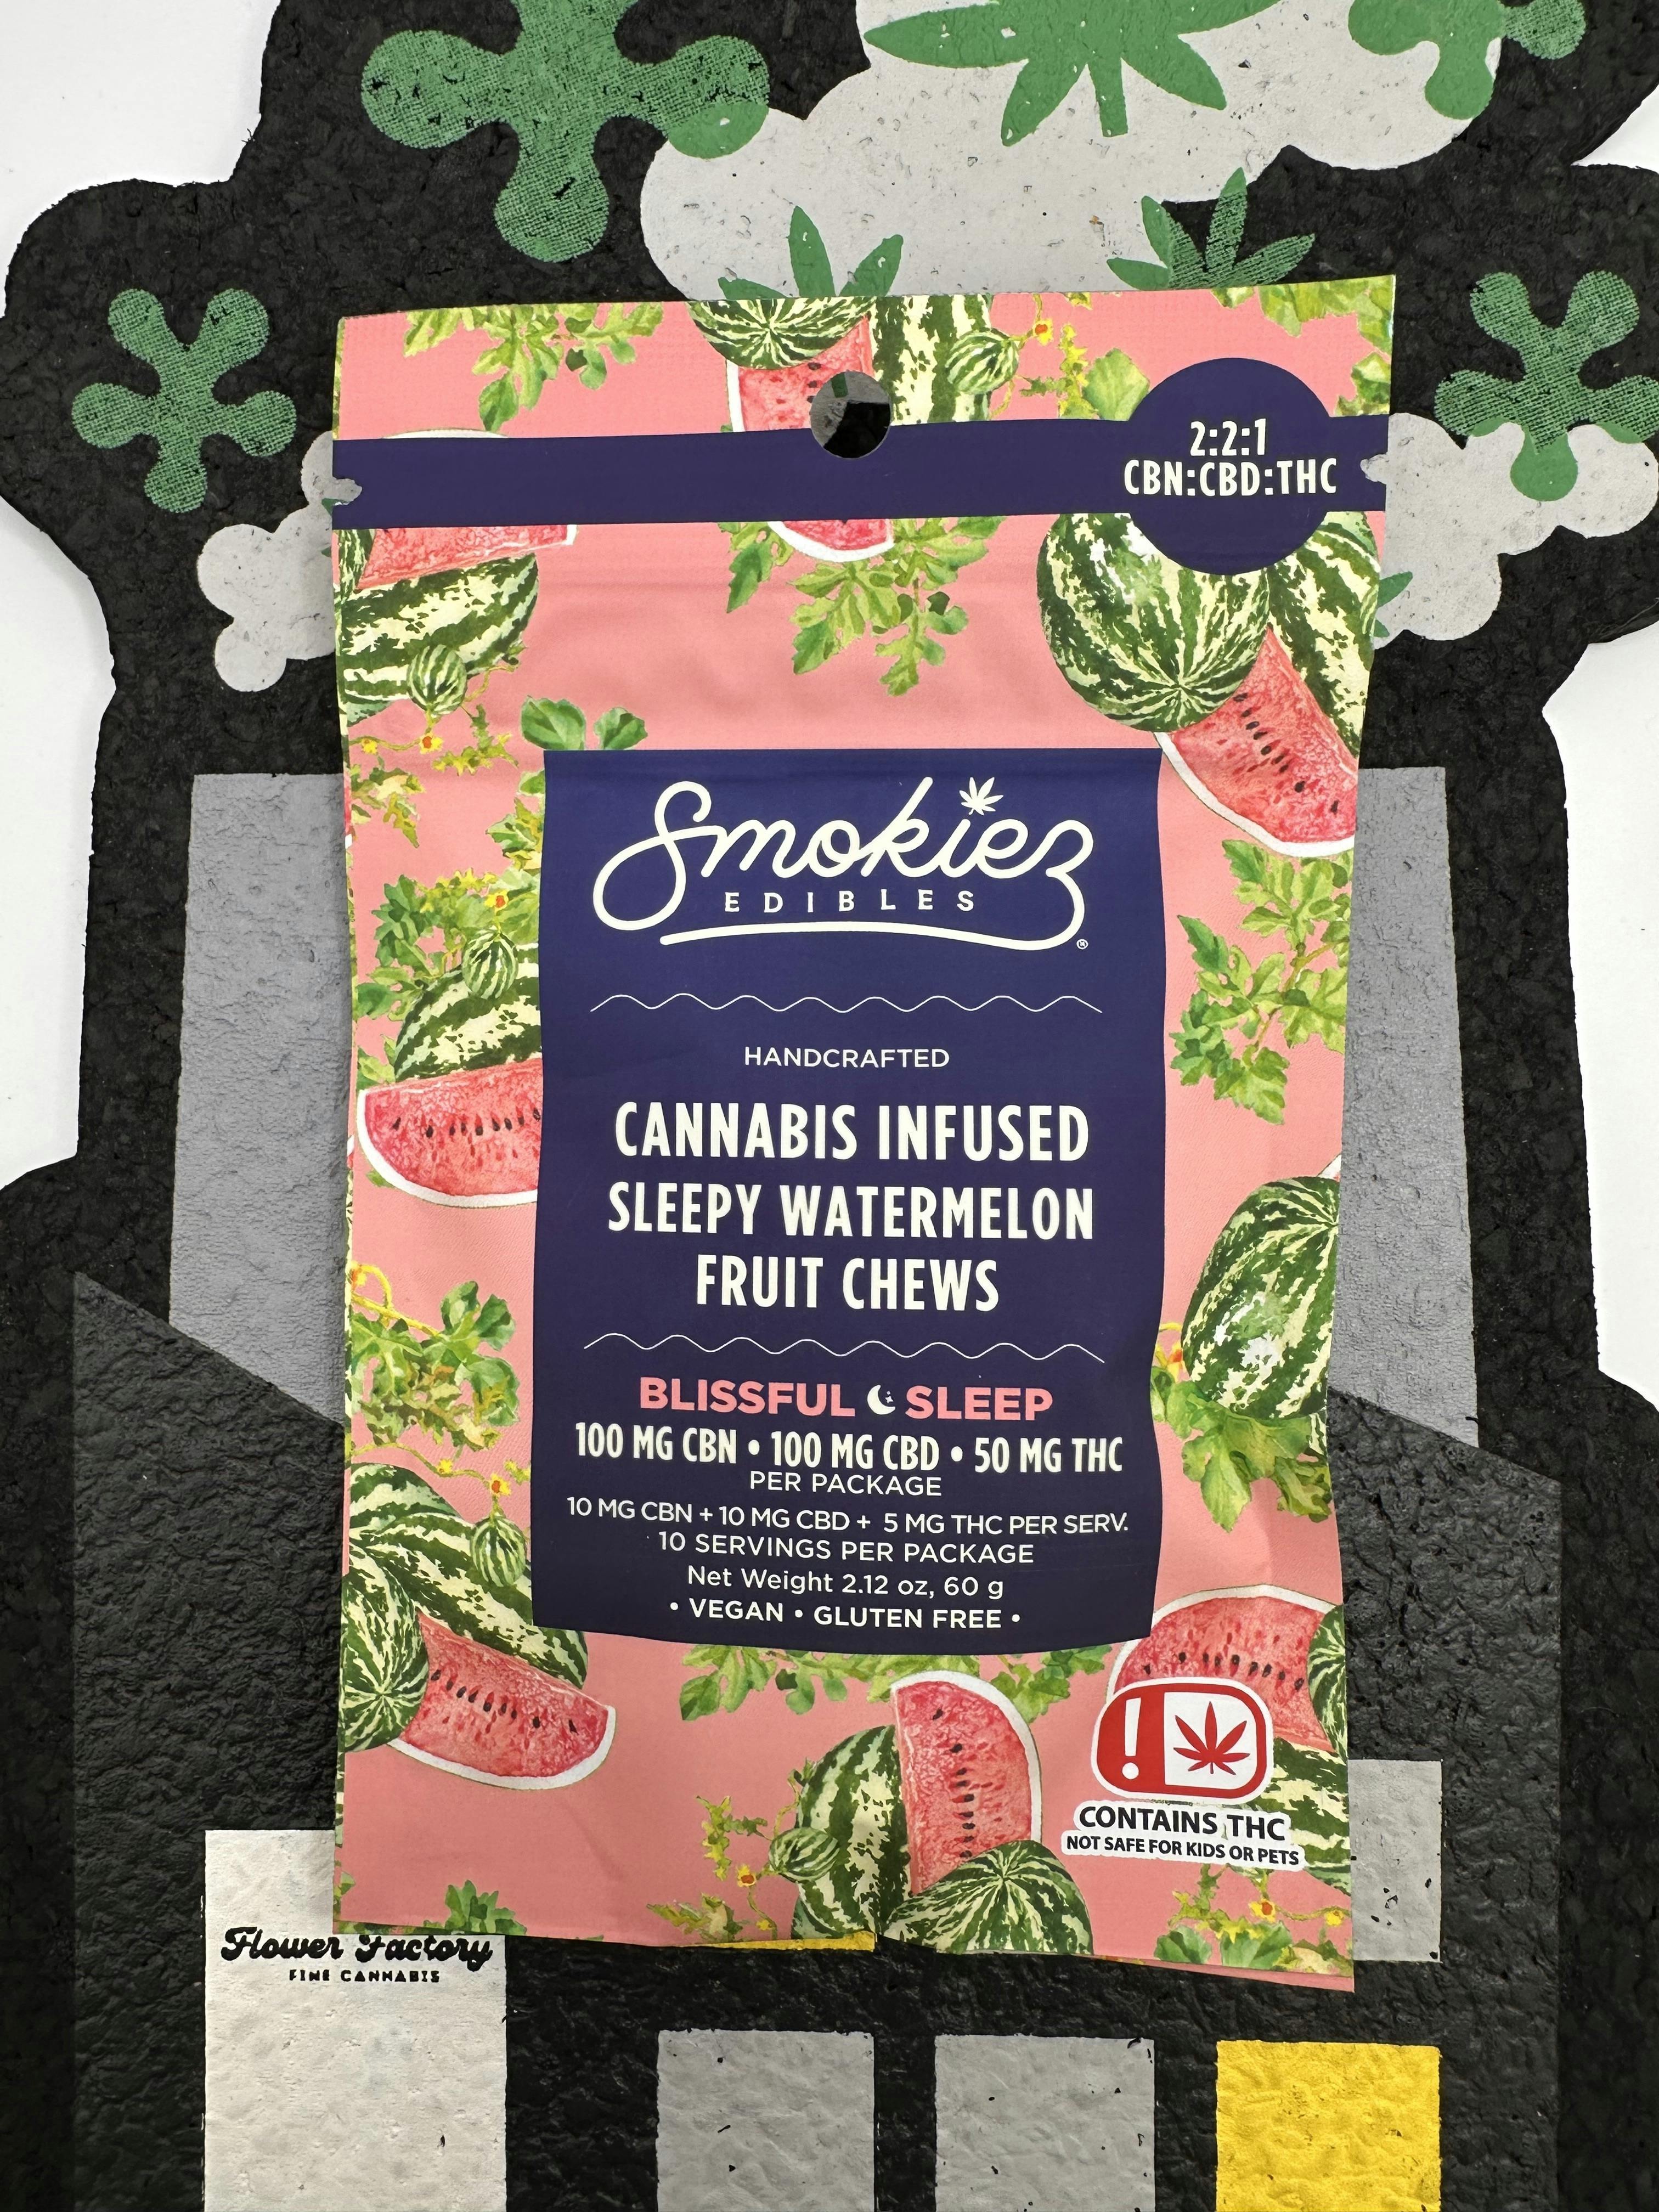 2:2:1
CBN:CBD:THC
Smokiez
EDIBLES
®
HANDCRAFTED
CANNABIS INFUSED
SLEEPY WATERMELON
FRUIT CHEWS
BLISSFUL SLEEP
100 MG CBN • 100 MG CBD • 50 MG THC
PER PACKAGE
10 MG CBN + 10 MG CBD + 5 MG THC PER SERV.
10 SERVINGS PER PACKAGE
Net Weight 2.12 oz, 60 g
• VEGAN • GLUTEN FREE •
!
CONTAINS THC
NOT SAFE FOR KIDS OR PETS
Flower Factory
FINE CANNABIS